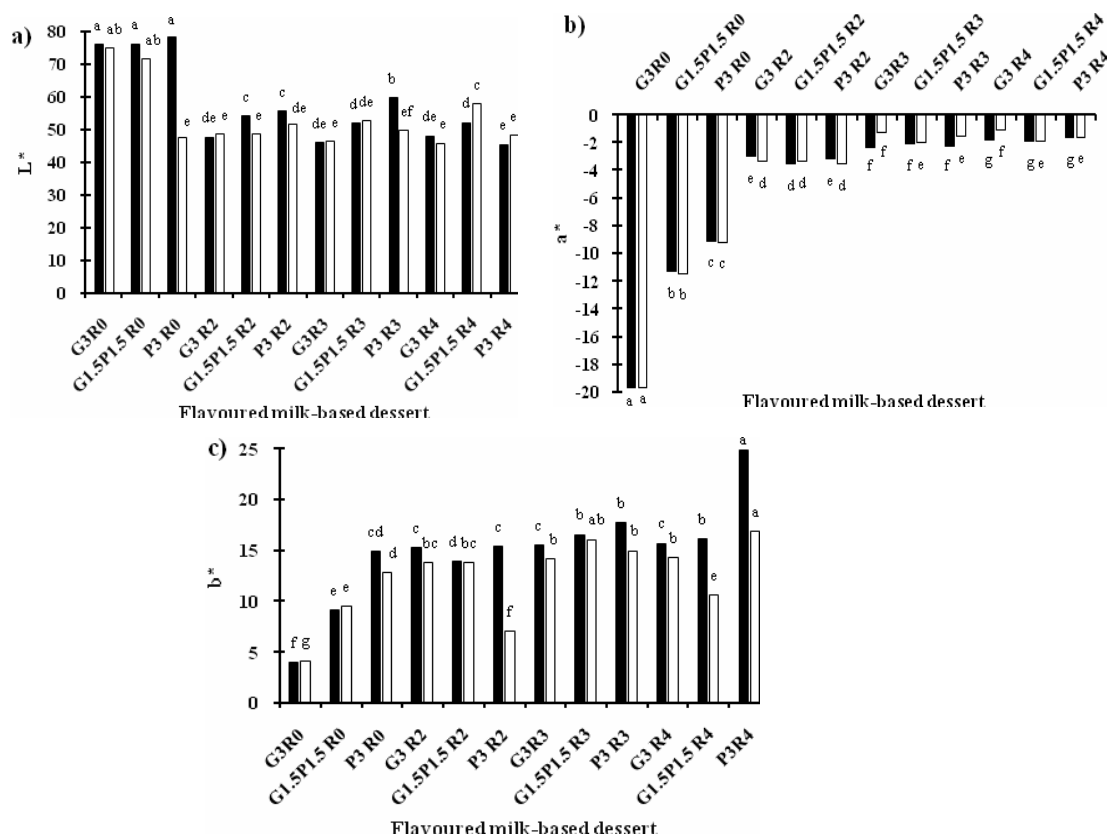 a)
L*
80
70
60
50
40
30
20
10
0
a ab a ab a e de e c e c de de e d de b ef de e d c e e
G3R0
G1.5P1.5 R0
P3 R0
G3 R2
G1.5P1.5 R2
P3 R2
G3R3
G1.5P1.5 R3
P3 R3
G3 R4
G1.5P1.5 R4
P3 R4
Flavoured milk-based dessert
b)
G3R0
G1.5P1.5 R0
P3 R0
G3 R2
G1.5P1.5 R2
P3 R2
G3R3
G1.5P1.5 R3
P3 R3
G3 R4
G1.5P1.5 R4
P3 R4
a*
0
-2
-4
-6
-8
-10
-12
-14
-16
-18
-20
a a b b c c e d d d e d f f f e f e g f g e g e
Flavoured milk-based dessert
c)
b*
25
20
15
10
5
0
f g e e cd d c bc d bc c f c b b ab b b c b b e a a
G3R0
G1.5P1.5 R0
P3 R0
G3 R2
G1.5P1.5 R2
P3 R2
G3R3
G1.5P1.5 R3
P3 R3
G3 R4
G1.5P1.5 R4
P3R4
Flavoured milk-based dessert